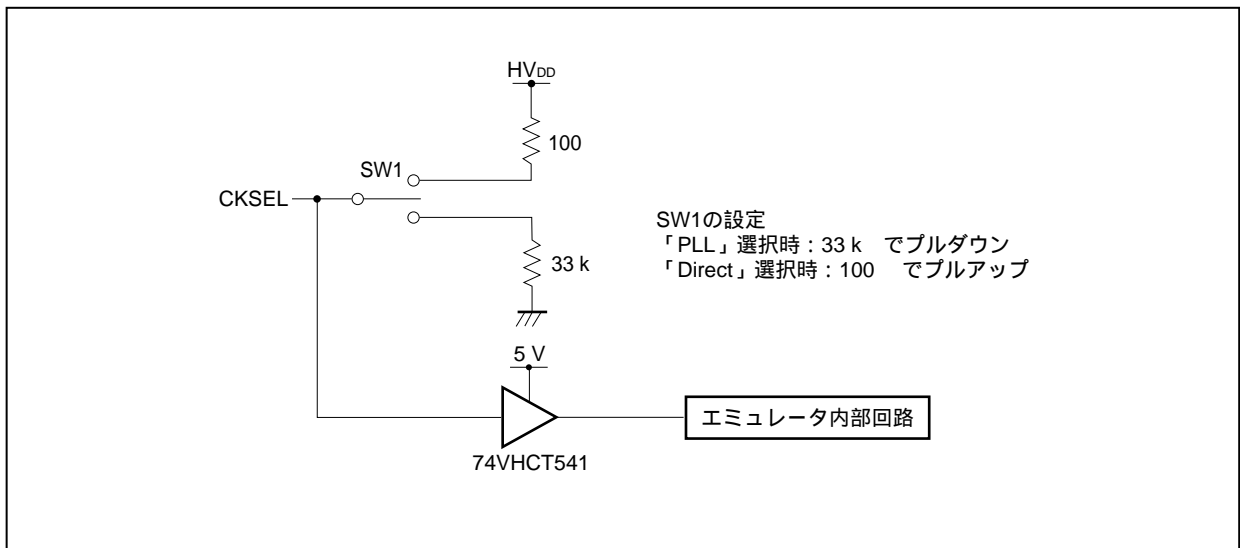 HVDD
100
SW1
CKSEL
SW1の設定
「PLL」選択時：33 k　でプルダウン
「Direct」選択時：100　でプルアップ
33 k
5 V
エミュレータ内部回路
74VHCT541